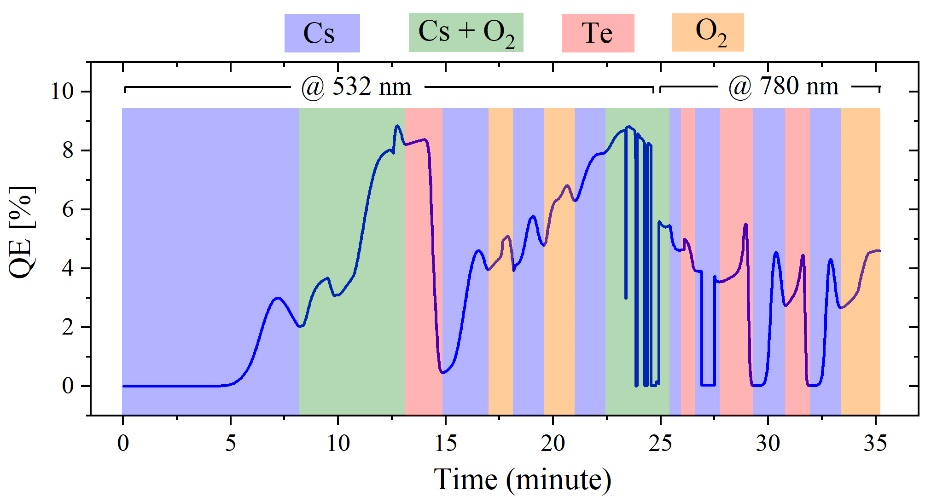 Cs Cs + O₂ Te O₂
@ 532 nm @ 780 nm
10
8
6
4
2
0
QE [%]
0 5 10 15 20 25 30 35
Time (minute)